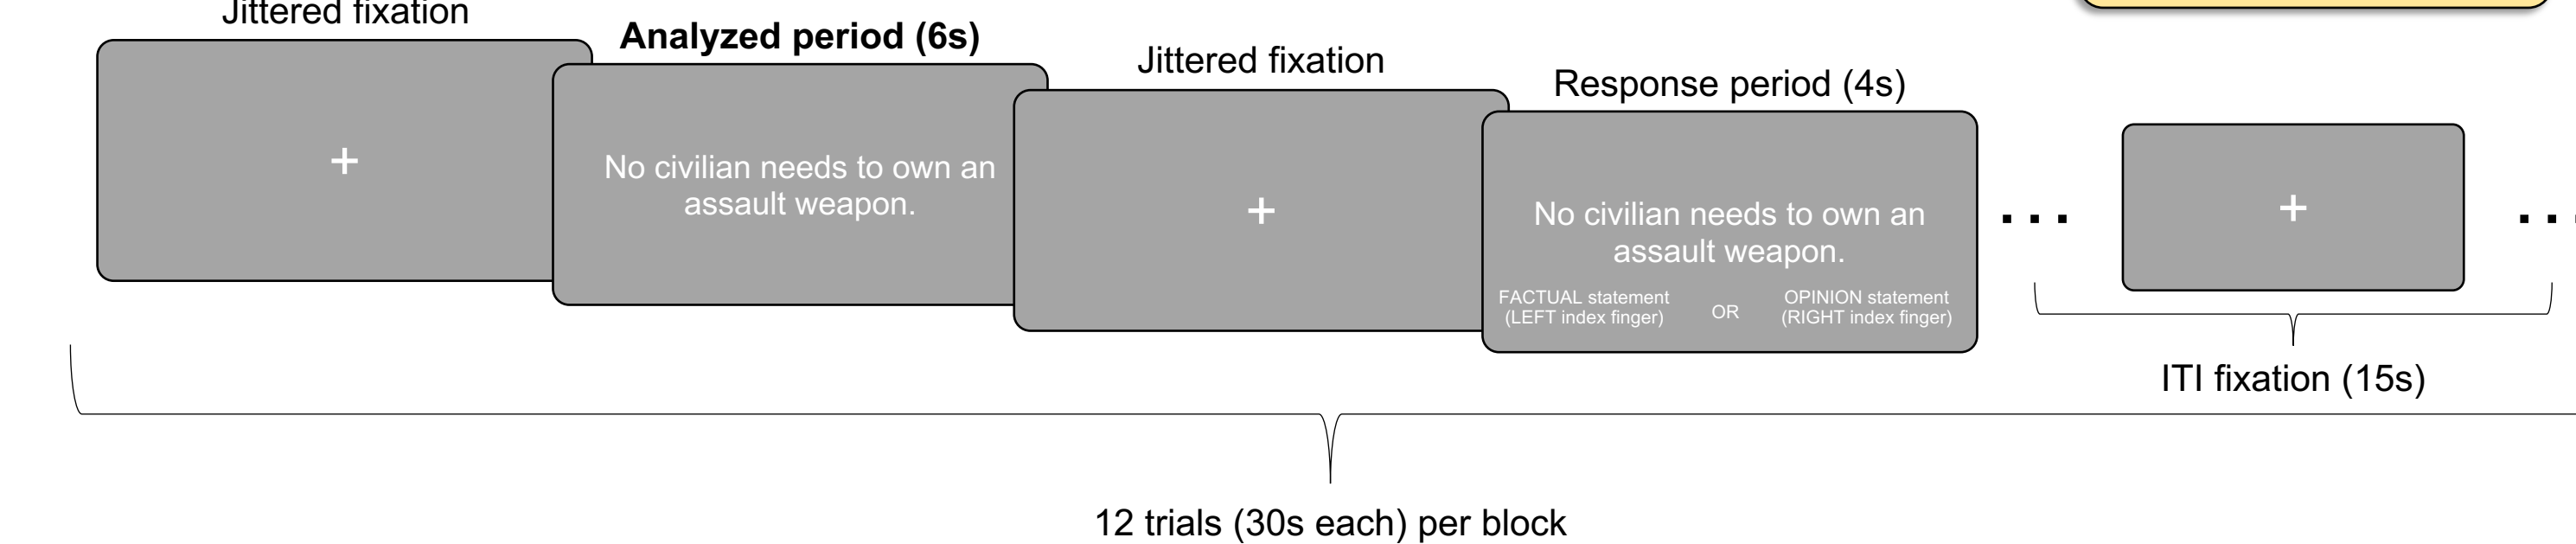 Jittered fixation
Analyzed period (6s)
Jittered fixation
Response period (4s)
+
No civilian needs to own an
assault weapon.
+
No civilian needs to own an
assault weapon.
FACTUAL statement
(LEFT index finger)
OR
OPINION statement
(RIGHT index finger)
...
+
...
ITI fixation (15s)
12 trials (30s each) per block